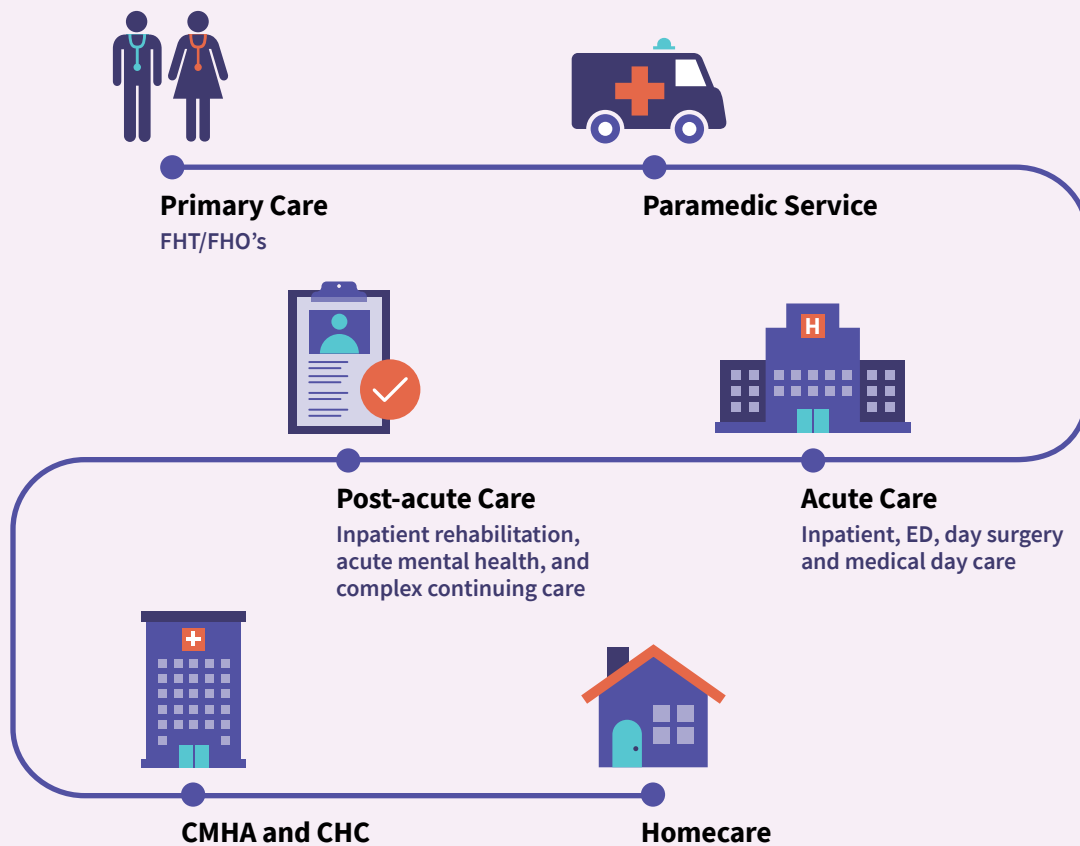 Primary Care
FHT/FHO’s
Paramedic Service
H
Acute Care
Inpatient, ED, day surgery
and medical day care
Post-acute Care
Inpatient rehabilitation,
acute mental health, and
complex continuing care
CMHA and CHC
Homecare